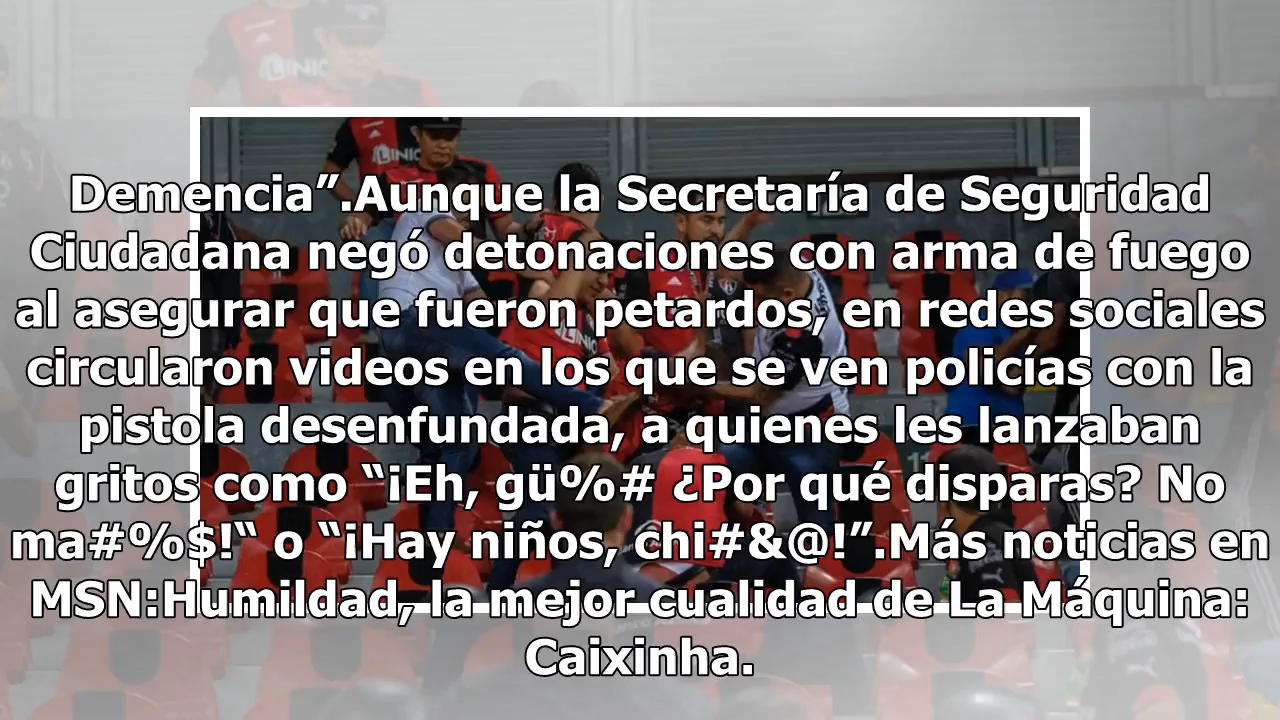 Demencia”.Aunque la Secretaría de Seguridad
Ciudadana negó detonaciones con arma de fuego
al asegurar que fueron petardos, en redes sociales
circularon videos en los que se ven policías con la
pistola desenfundada, a quienes les lanzaban
gritos como “¡Eh, gü%# ¿Por qué disparas? No
ma#%$!“ o “¡Hay niños, chi#&@!”.Más noticias en
MSN:Humildad, la mejor cualidad de La Máquina:
Caixinha.